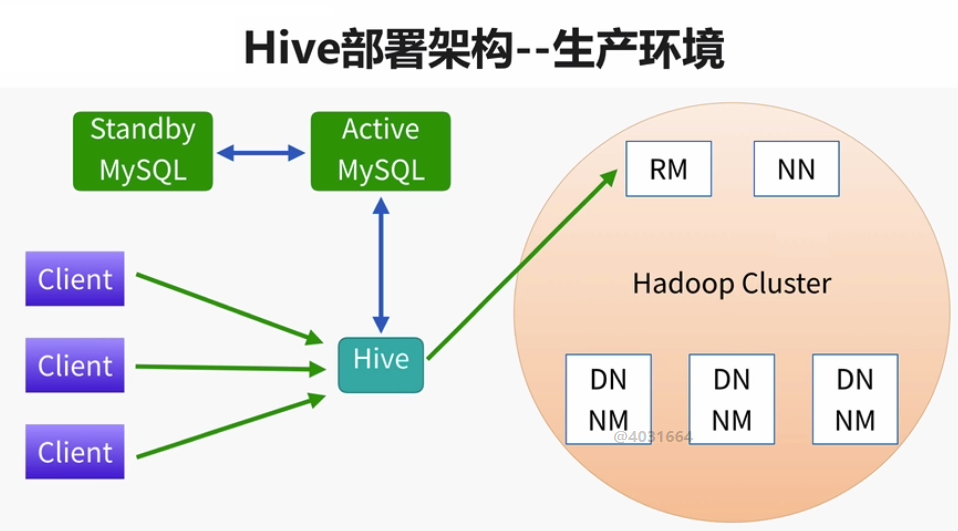 Hive部署架构--生产环境
Standby
MySQL
Active
MySQL
RM
NN
Client
Hadoop Cluster
Client
Hive
DN
NM
DN
NM
DN
NM
Client
@4031664